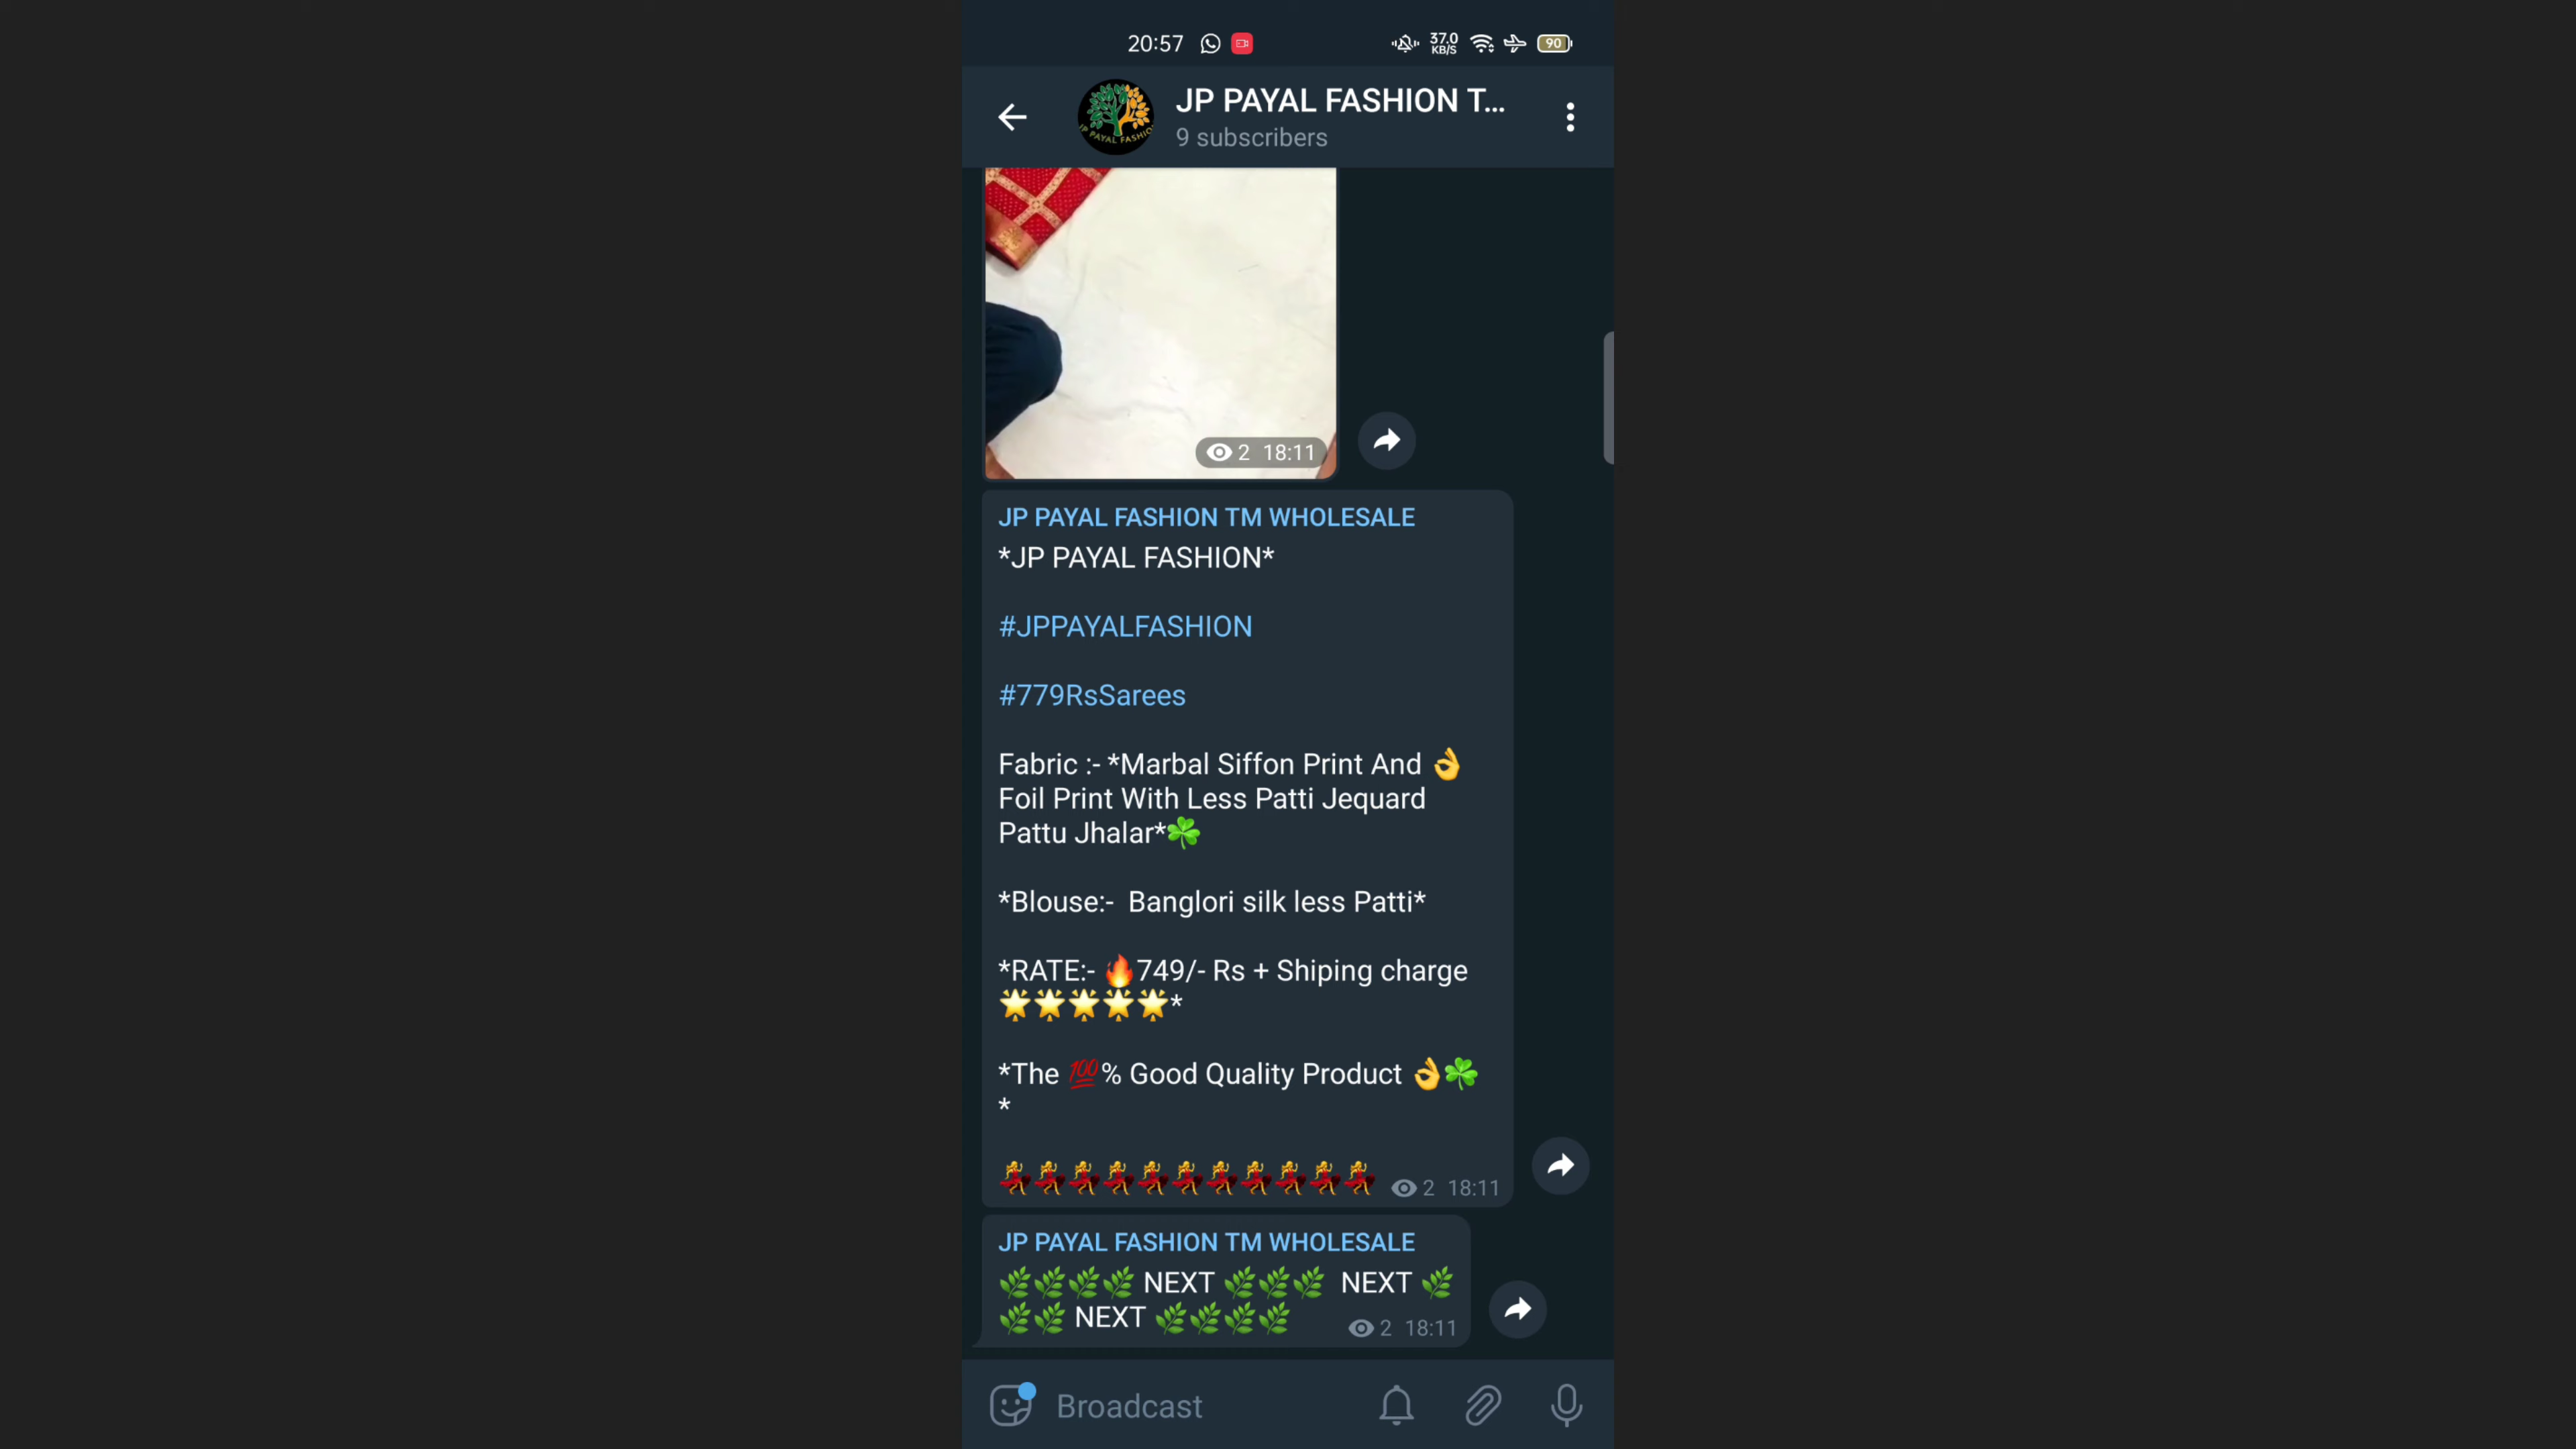 20:57 37.0 KB/S 90
JP PAYAL FASHION T...
9 subscribers
JP PAYAL FASHION
2 18:11
JP PAYAL FASHION TM WHOLESALE
*JP PAYAL FASHION*
#JPPAYALFASHION
#779RsSarees
Fabric :- *Marbal Siffon Print And 👌
Foil Print With Less Patti Jequard
Pattu Jhalar*☘️
*Blouse:-  Banglori silk less Patti*
*RATE:- 🔥749/- Rs + Shiping charge
🌟🌟🌟🌟🌟*
*The 💯% Good Quality Product 👌☘️
*
💃💃💃💃💃💃💃💃💃💃💃 2 18:11
JP PAYAL FASHION TM WHOLESALE
🌿🌿🌿🌿 NEXT 🌿🌿🌿  NEXT 🌿
🌿🌿 NEXT 🌿🌿🌿🌿 2 18:11
Broadcast